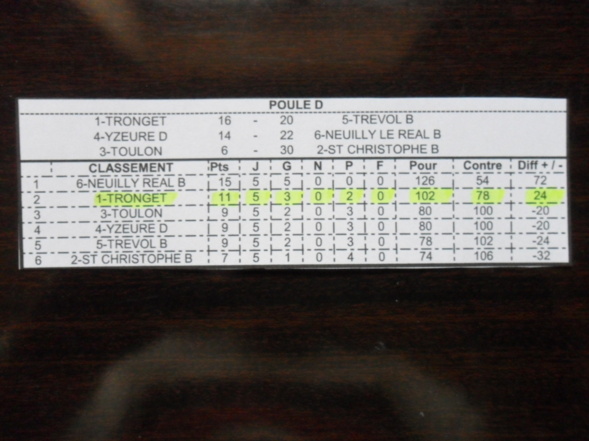 POULE D
1-TRONGET 16 - 20 5-TREVOL B
4-YZEURE D 14 - 22 6-NEUILLY LE REAL B
3-TOULON 6 - 30 2-ST CHRISTOPHE B
CLASSEMENT Pts J G N P F Pour Contre Diff + / -
1 6-NEUILLY REAL B 15 5 5 0 0 0 126 54 72
2 1-TRONGET 11 5 3 0 2 0 102 78 24
3 3-TOULON 9 5 2 0 3 0 80 100 -20
4 4-YZEURE D 9 5 2 0 3 0 80 100 -20
5 5-TREVOL B 9 5 2 0 3 0 78 102 -24
6 2-ST CHRISTOPHE B 7 5 1 0 4 0 74 106 -32